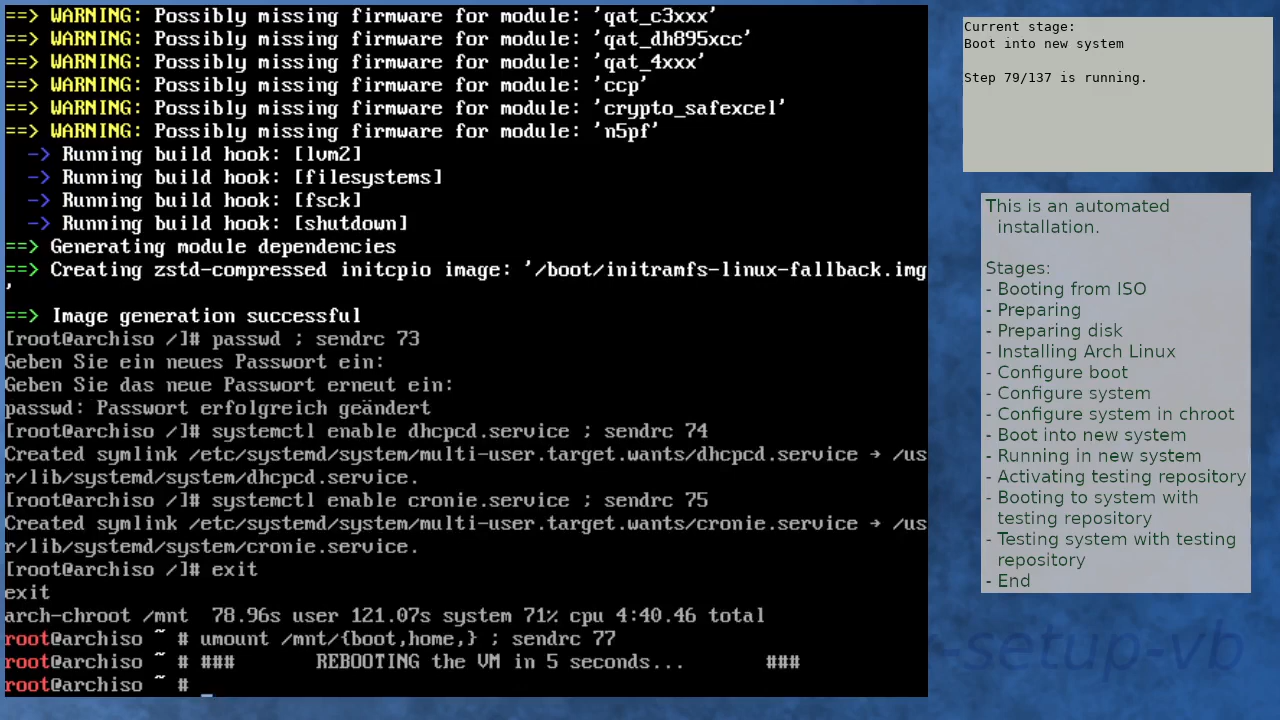 ==> WARNING: Possibly missing firmware for module: 'qat_c3xxx'
==> WARNING: Possibly missing firmware for module: 'qat_dh895xcc'
==> WARNING: Possibly missing firmware for module: 'qat_4xxx'
==> WARNING: Possibly missing firmware for module: 'ccp'
==> WARNING: Possibly missing firmware for module: 'crypto_safexcel'
==> WARNING: Possibly missing firmware for module: 'n5pf'
-> Running build hook: [lvm2]
-> Running build hook: [filesystems]
-> Running build hook: [fsck]
-> Running build hook: [shutdown]
==> Generating module dependencies
==> Creating zstd-compressed initcpio image: '/boot/initramfs-linux-fallback.img
'
==> Image generation successful
[root@archiso /]# passwd ; sendrc 73
Geben Sie ein neues Passwort ein:
Geben Sie das neue Passwort erneut ein:
passwd: Passwort erfolgreich geändert
[root@archiso /]# systemctl enable dhcpcd.service ; sendrc 74
Created symlink /etc/systemd/system/multi-user.target.wants/dhcpcd.service → /us
r/lib/systemd/system/dhcpcd.service.
[root@archiso /]# systemctl enable cronie.service ; sendrc 75
Created symlink /etc/systemd/system/multi-user.target.wants/cronie.service → /us
r/lib/systemd/system/cronie.service.
[root@archiso /]# exit
exit
arch-chroot /mnt  78.96s user 121.07s system 71% cpu 4:40.46 total
root@archiso ~ # umount /mnt/{boot,home,} ; sendrc 77
root@archiso ~ # ###       REBOOTING the VM in 5 seconds...       ###
root@archiso ~ #
Current stage:
Boot into new system
Step 79/137 is running.
This is an automated
installation.
Stages:
- Booting from ISO
- Preparing
- Preparing disk
- Installing Arch Linux
- Configure boot
- Configure system
- Configure system in chroot
- Boot into new system
- Running in new system
- Activating testing repository
- Booting to system with
testing repository
- Testing system with testing
repository
- End
-setup-vb